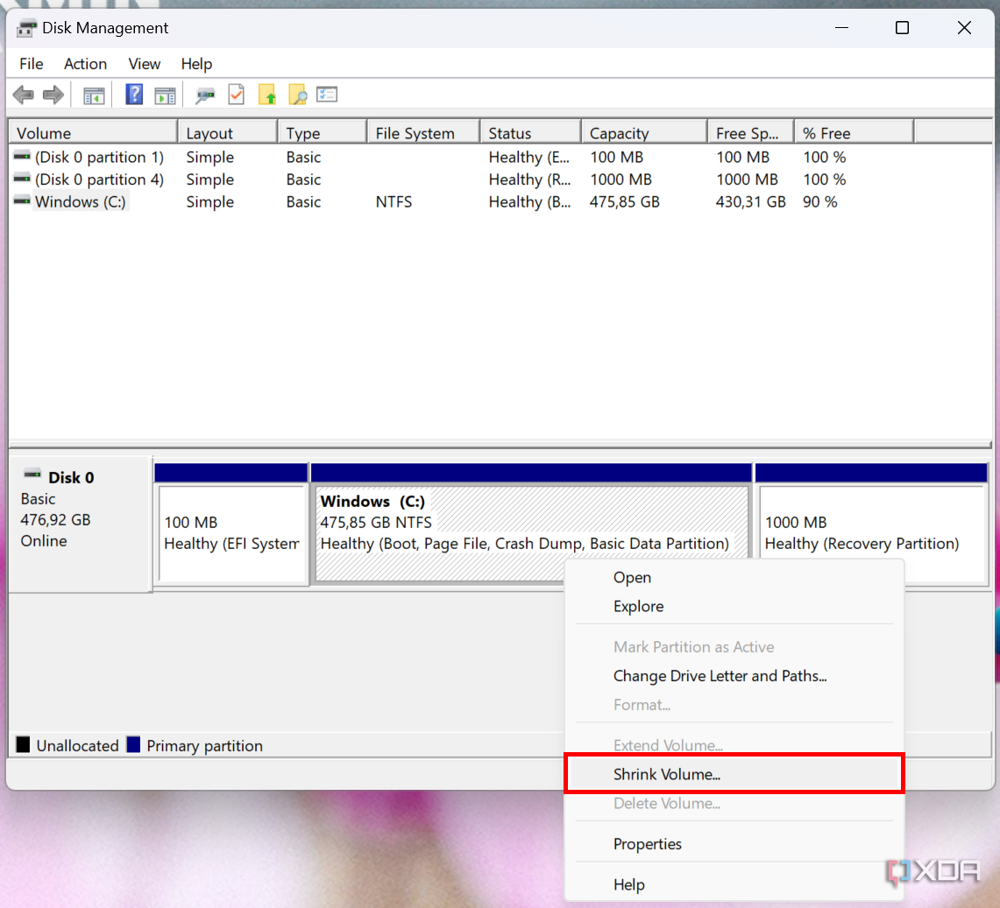 Disk Management
File Action View Help
Volume Layout Type File System Status Capacity Free Sp... % Free
(Disk 0 partition 1) Simple Basic Healthy (E... 100 MB 100 MB 100 %
(Disk 0 partition 4) Simple Basic Healthy (R... 1000 MB 1000 MB 100 %
Windows (C:) Simple Basic NTFS Healthy (B... 475,85 GB 430,31 GB 90 %
Disk 0
Basic
476,92 GB
Online
100 MB
Healthy (EFI System
Windows (C:)
475,85 GB NTFS
Healthy (Boot, Page File, Crash Dump, Basic Data Partition)
1000 MB
Healthy (Recovery Partition)
Open
Explore
Mark Partition as Active
Change Drive Letter and Paths...
Format...
Extend Volume...
Shrink Volume...
Delete Volume...
Properties
Help
Unallocated Primary partition
XDA